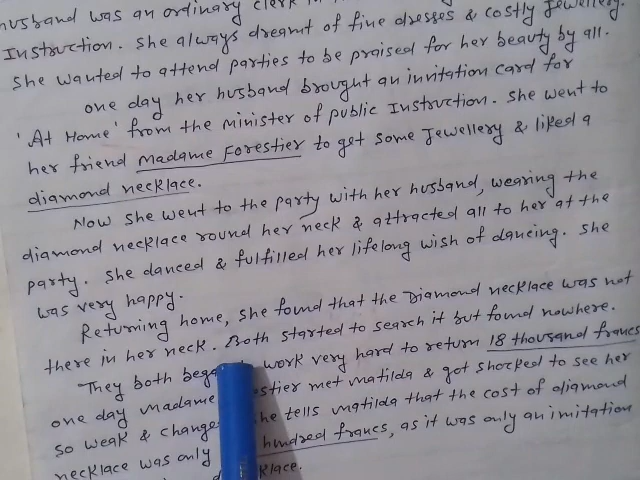 husband was an ordinary clerk in
Instruction. She always dreamt of fine dresses & costly Jewellery.
She wanted to attend parties to be praised for her beauty by all.
one day her husband brought an invitation card for
'At Home' from the minister of public Instruction. She went to
her friend Madame Forestier to get some Jewellery & liked a
diamond necklace.
Now she went to the party with her husband, wearing the
diamond necklace round her neck & attracted all to her at the
party. She danced & fulfilled her lifelong wish of dancing. She
was very happy.
Returning home, she found that the Diamond necklace was not
there in her neck. Both started to search it but found nowhere.
They both bega work very hard to return 18 thousand francs
one day madame estier met matilda & got shocked to see her
so weak & change he tells matilda that the cost of diamond
necklace was only hundred francs, as it was only an imitation
klace.